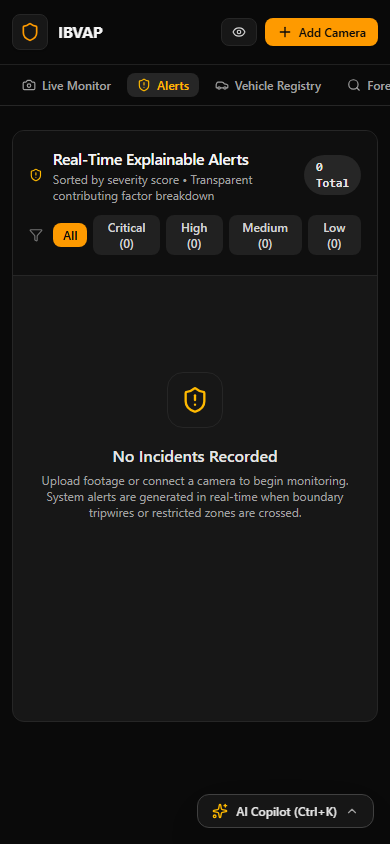 IBVAP
Add Camera
Live Monitor
Alerts
Vehicle Registry
Fore
Real-Time Explainable Alerts
Sorted by severity score • Transparent
contributing factor breakdown
0
Total
All
Critical
(0)
High
(0)
Medium
(0)
Low
(0)
No Incidents Recorded
Upload footage or connect a camera to begin monitoring.
System alerts are generated in real-time when boundary
tripwires or restricted zones are crossed.
AI Copilot (Ctrl+K)